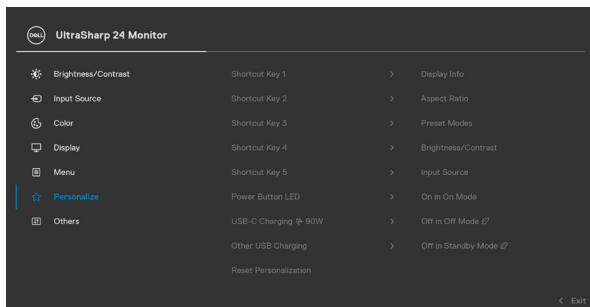 DELL UltraSharp 24 Monitor
Brightness/Contrast Shortcut Key 1 > Display Info
Input Source Shortcut Key 2 > Aspect Ratio
Color Shortcut Key 3 > Preset Modes
Display Shortcut Key 4 > Brightness/Contrast
Menu Shortcut Key 5 > Input Source
Personalize Power Button LED > On in On Mode
Others USB-C Charging 90W > Off in Off Mode
Other USB Charging > Off in Standby Mode
Reset Personalization
< Exit